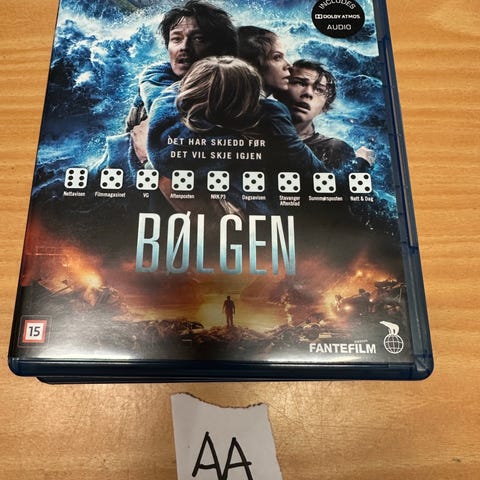 INCLUDES
DOLBY ATMOS
AUDIO
DET HAR SKJEDD FØR
DET VIL SKJE IGJEN
Nettavisen Filmmagasinet VG Aftenposten NRK P3 Dagsavisen Stavanger Aftenblad Sunnmørsposten Natt & Dag
BØLGEN
15
FANTEFILM
AA